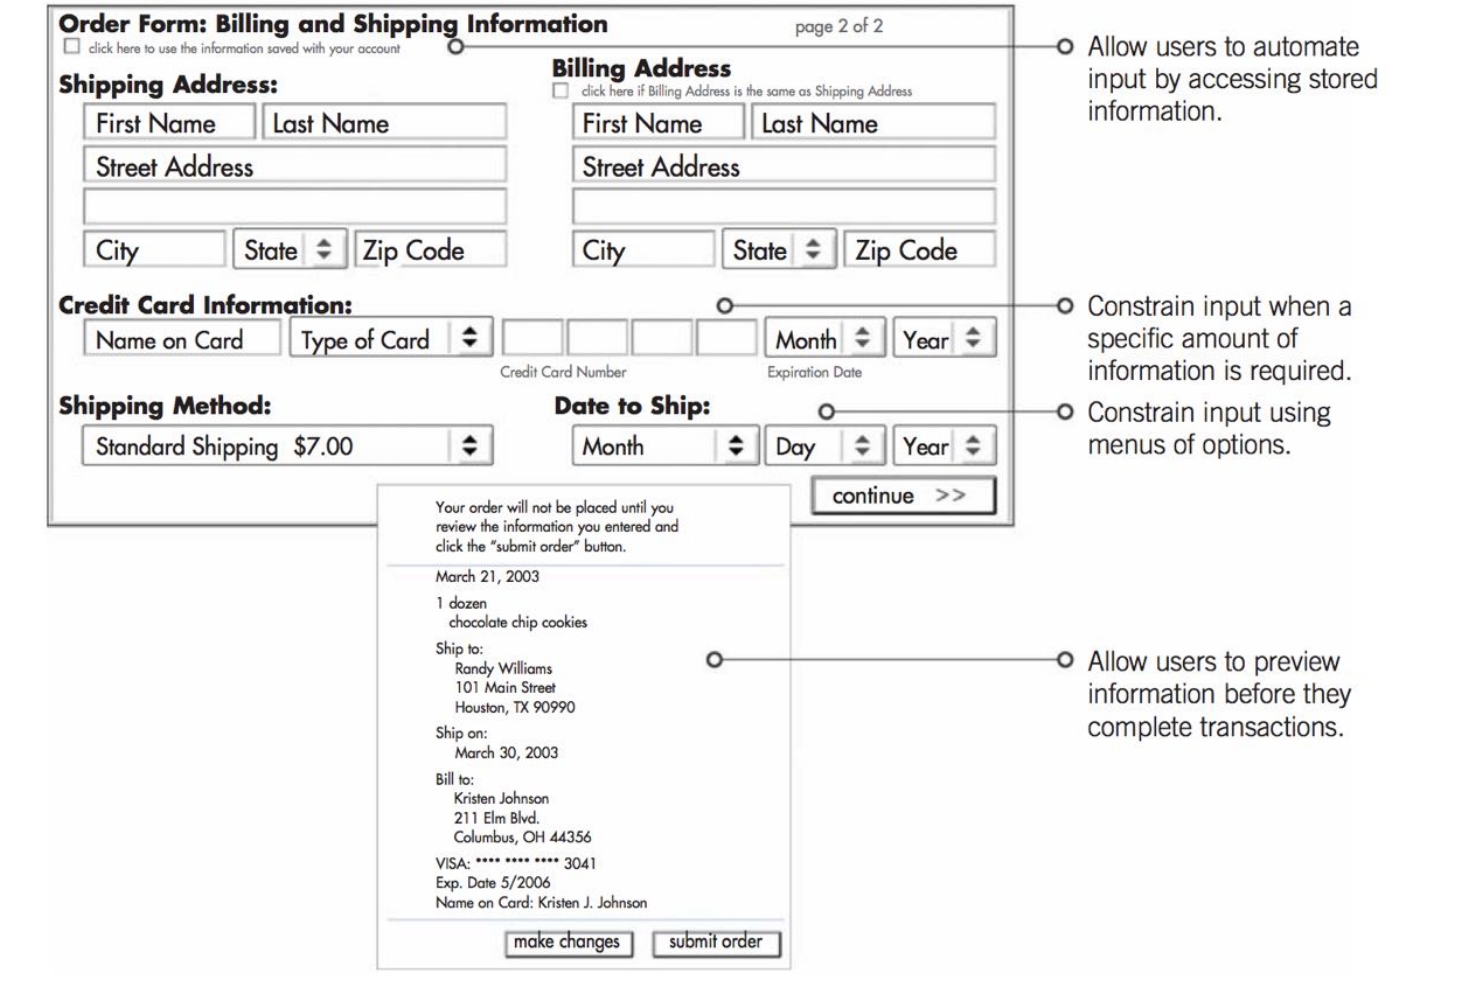 Order Form: Billing and Shipping Information
page 2 of 2
click here to use the information saved with your account
Allow users to automate
input by accessing stored
information.
Shipping Address:
First Name
Last Name
Street Address
City
State
Zip Code
Billing Address
click here if Billing Address is the same as Shipping Address
First Name
Last Name
Street Address
City
State
Zip Code
Credit Card Information:
Name on Card
Type of Card
Month
Year
Credit Card Number
Expiration Date
Constrain input when a
specific amount of
information is required.
Shipping Method:
Standard Shipping $7.00
Date to Ship:
Month
Day
Year
Constrain input using
menus of options.
continue >>
Your order will not be placed until you
review the information you entered and
click the "submit order" button.
March 21, 2003
1 dozen
chocolate chip cookies
Ship to:
Randy Williams
101 Main Street
Houston, TX 90990
Ship on:
March 30, 2003
Bill to:
Kristen Johnson
211 Elm Blvd.
Columbus, OH 44356
VISA: **** **** **** 3041
Exp. Date 5/2006
Name on Card: Kristen J. Johnson
make changes
submit order
Allow users to preview
information before they
complete transactions.